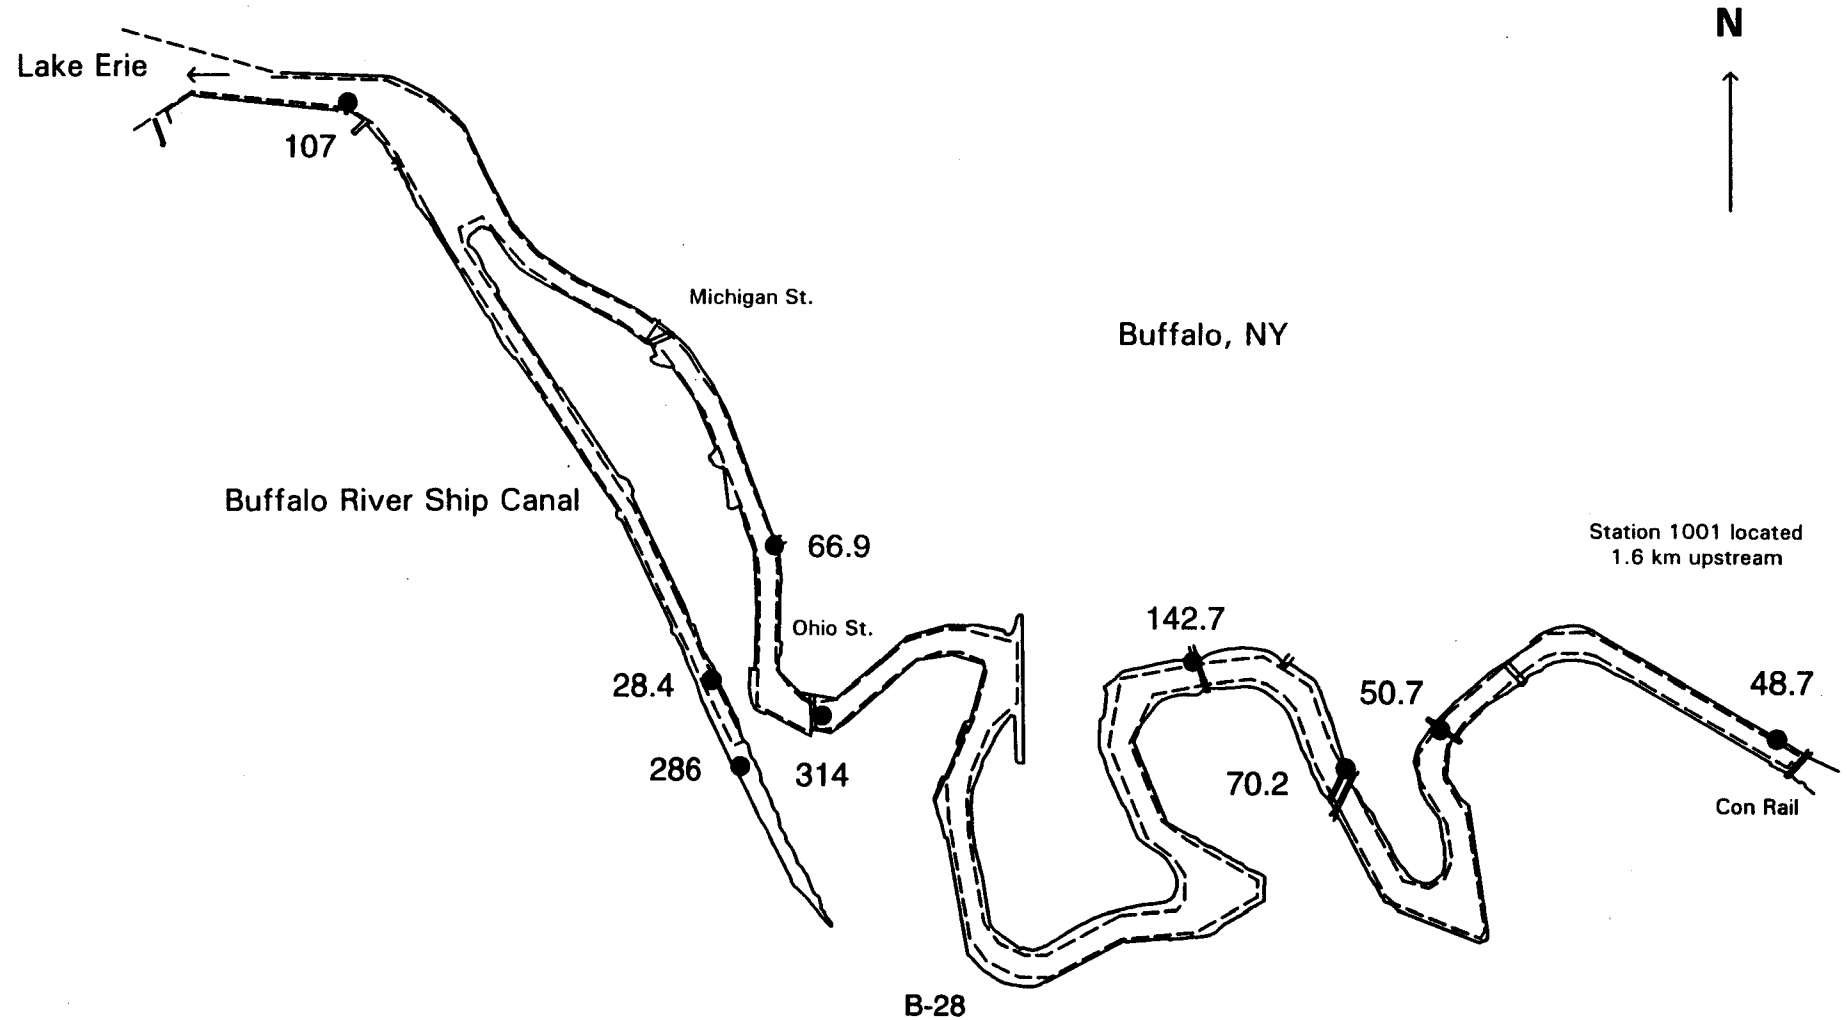 N
Lake Erie
107
Michigan St.
Buffalo, NY
Buffalo River Ship Canal
66.9
Station 1001 located
1.6 km upstream
142.7
Ohio St.
28.4
50.7
48.7
286
314
70.2
Con Rail
B-28